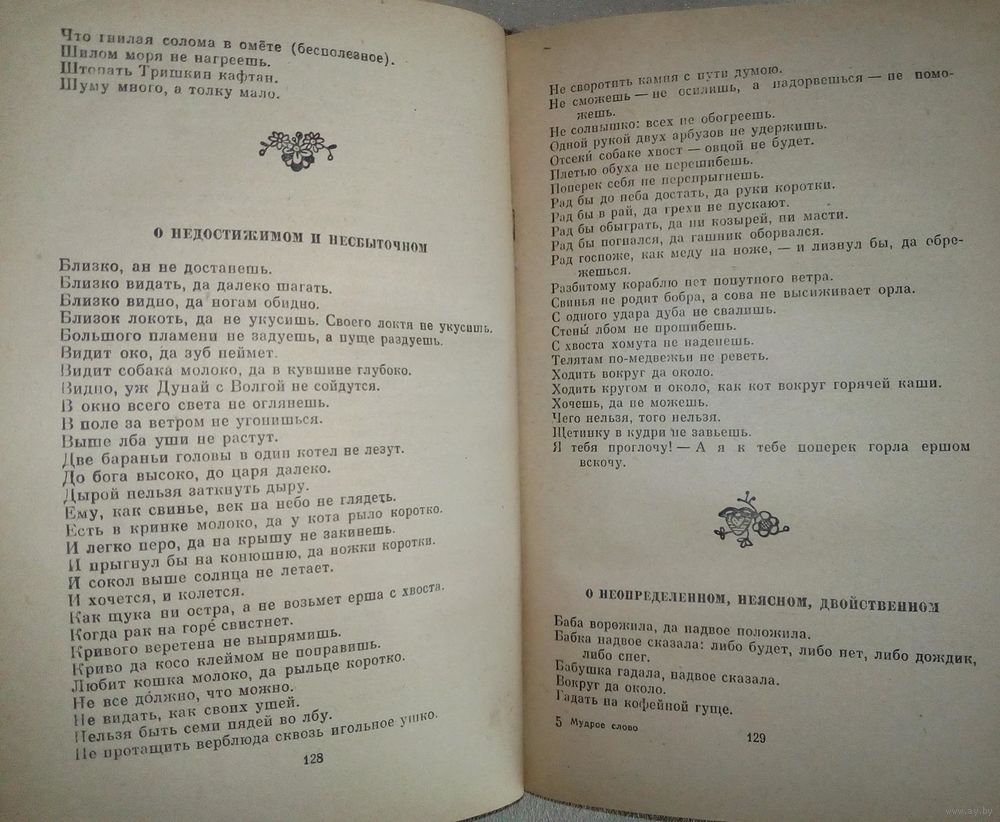 Что гнилая солома в омёте (бесполезное).
Шилом моря не нагреешь.
Штопать Тришкин кафтан.
Шуму много, а толку мало.
О НЕДОСТИЖИМОМ И НЕСБЫТОЧНОМ
Близко, ан не достанешь.
Близко видать, да далеко шагать.
Близко видно, да ногам обидно.
Близок локоть, да не укусишь. Своего локтя не укусишь.
Большого пламени не задуешь, а пуще раздуешь.
Видит око, да зуб неймет.
Видит собака молоко, да в кувшине глубоко.
Видно, уж Дунай с Волгой не сойдутся.
В окно всего света не оглянешь.
В поле за ветром не угонишься.
Выше лба уши не растут.
Две бараньи головы в один котел не лезут.
До бога высоко, до царя далеко.
Дырой нельзя заткнуть дыру.
Ему, как свинье, век на небо не глядеть.
Есть в кринке молоко, да у кота рыло коротко.
И легко перо, да на крышу не закинешь.
И прыгнул бы на конюшню, да ножки коротки.
И сокол выше солнца не летает.
И хочется, и колется.
Как щука ни остра, а не возьмет ерша с хвоста.
Когда рак на горе́ свистнет.
Кривого веретена не выпрямишь.
Криво да косо клеймом не поправишь.
Любит кошка молоко, да рыльце коротко.
Не все до́лжно, что можно.
Не видать, как своих ушей.
Нельзя быть семи пядей во лбу.
Не протащить верблюда сквозь игольное ушко.
128
Не своротить камня с пути думою.
Не сможешь — не осилишь, а надорвешься — не помо-
жешь.
Не солнышко: всех не обогреешь.
Одной рукой двух арбузов не удержишь.
Отсеки́ собаке хвост — овцой не будет.
Плетью обуха не перешибешь.
Поперек себя не перепрыгнешь.
Рад бы до неба достать, да руки коротки.
Рад бы в рай, да грехи не пускают.
Рад бы обыграть, да ни козырей, ни масти.
Рад бы погнался, да гашник оборвался.
Рад госпоже, как меду на ноже, — и лизнул бы, да обре-
жешься.
Разбитому кораблю нет попутного ветра.
Свинья не родит бобра, а сова не высиживает орла.
С одного удара дуба не свалишь.
Стены́ лбом не прошибешь.
С хвоста хомута не наденешь.
Телятам по-медвежьи не реветь.
Ходить вокруг да около.
Ходить кругом и около, как кот вокруг горячей каши.
Хочешь, да не можешь.
Чего нельзя, того нельзя.
Щетинку в кудри не завьешь.
Я тебя проглочу! — А я к тебе поперек горла ершом
вскочу.
О НЕОПРЕДЕЛЕННОМ, НЕЯСНОМ, ДВОЙСТВЕННОМ
Баба ворожила, да надвое положила.
Бабка надвое сказала: либо будет, либо нет, либо дождик,
либо снег.
Бабушка гадала, надвое сказала.
Вокруг да около.
Гадать на кофейной гуще.
5 Мудрое слово
129
www.ay.by